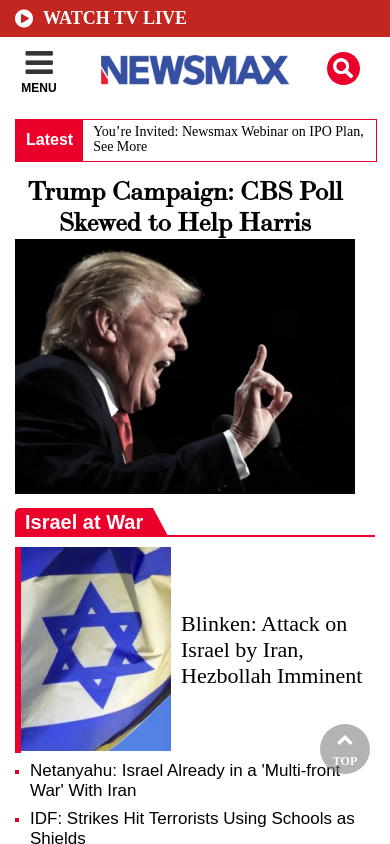 WATCH TV LIVE
MENU
NEWSMAX
Latest
You’re Invited: Newsmax Webinar on IPO Plan,
See More
Trump Campaign: CBS Poll
Skewed to Help Harris
Israel at War
Blinken: Attack on
Israel by Iran,
Hezbollah Imminent
TOP
Netanyahu: Israel Already in a 'Multi-front
War' With Iran
IDF: Strikes Hit Terrorists Using Schools as
Shields